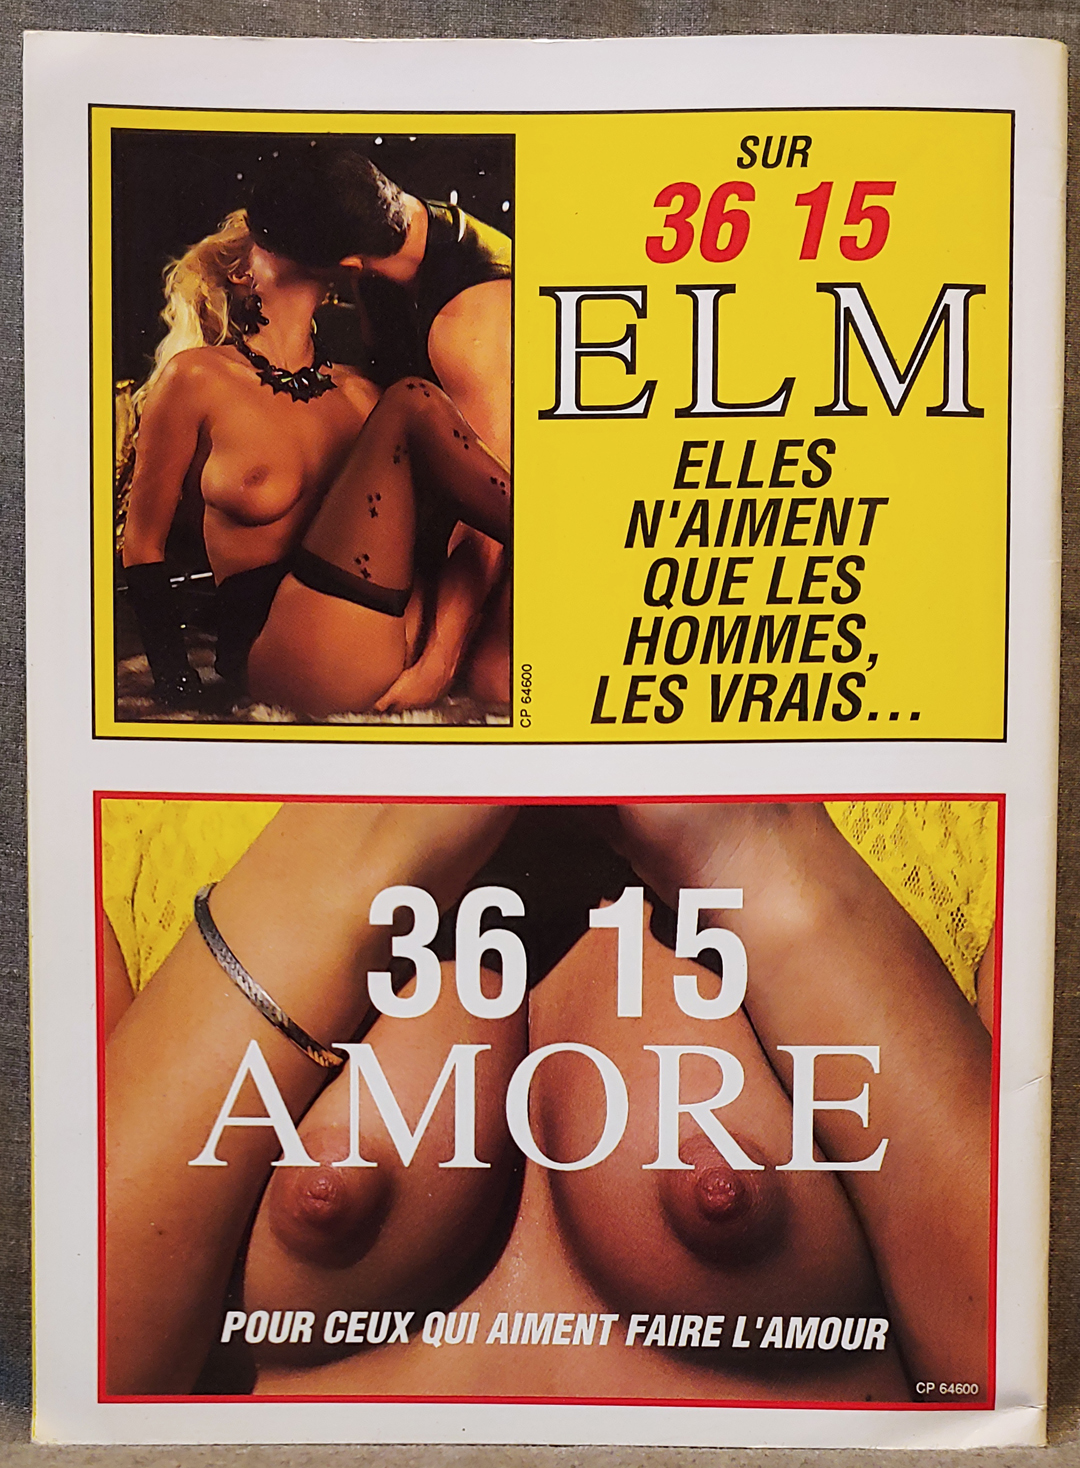 SUR
36 15
ELM
ELLES
N'AIMENT
QUE LES
HOMMES,
LES VRAIS...
CP 64600
36 15
AMORE
POUR CEUX QUI AIMENT FAIRE L'AMOUR
CP 64600